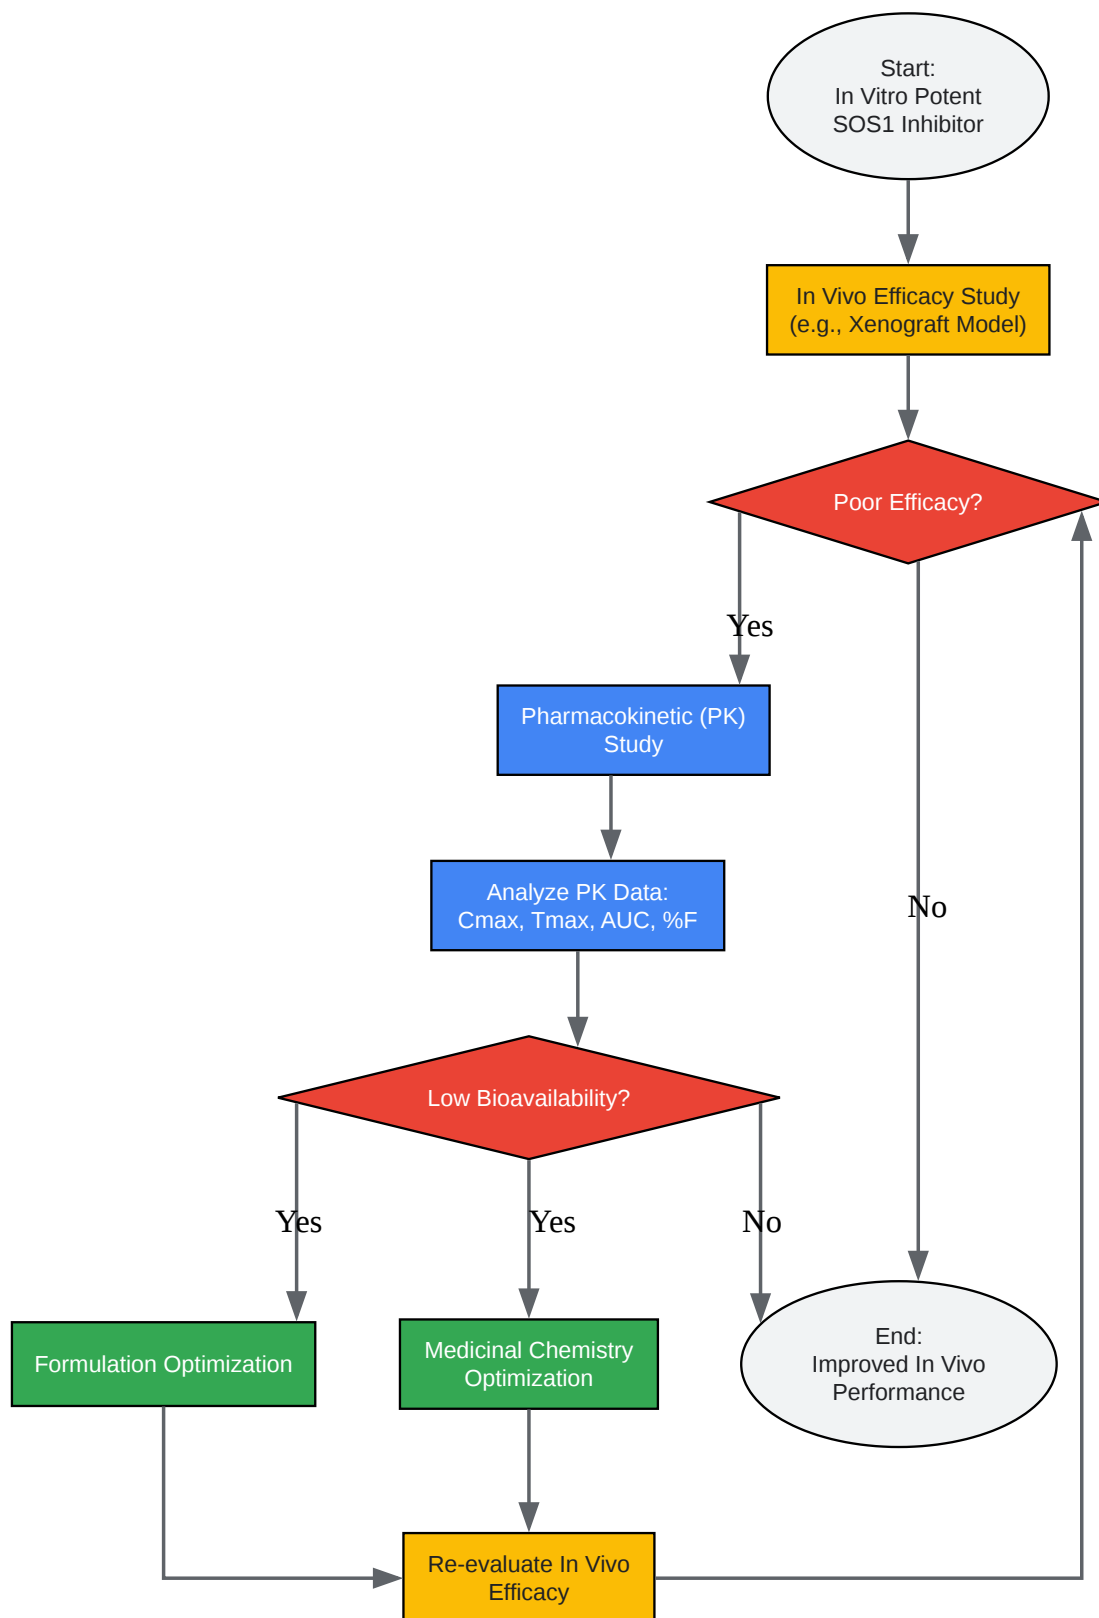 Start:
In Vitro Potent
SOS1 Inhibitor
In Vivo Efficacy Study
(e.g., Xenograft Model)
Poor Efficacy?
Yes
Pharmacokinetic (PK)
Study
Analyze PK Data:
Cmax, Tmax, AUC, %F
No
Low Bioavailability?
Yes
Yes
No
Formulation Optimization
Medicinal Chemistry
Optimization
End:
Improved In Vivo
Performance
Re-evaluate In Vivo
Efficacy